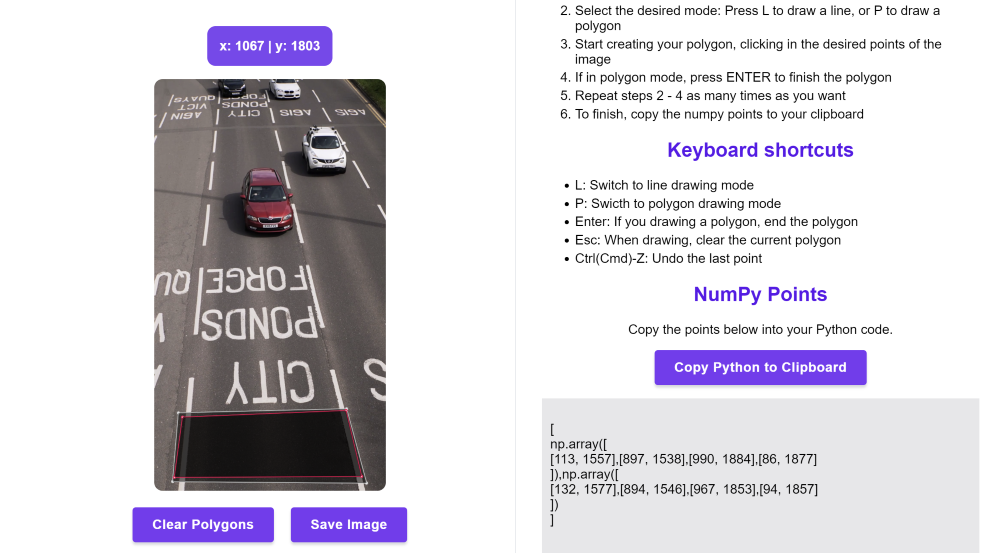 x: 1067 | y: 1803
QUAYS
VICT
ABIN
FORGE
PONDS
CITY
AGIS
AGIS
QU
FORGE
PONDS
CITY
Clear Polygons
Save Image
2. Select the desired mode: Press L to draw a line, or P to draw a
polygon
3. Start creating your polygon, clicking in the desired points of the
image
4. If in polygon mode, press ENTER to finish the polygon
5. Repeat steps 2 - 4 as many times as you want
6. To finish, copy the numpy points to your clipboard
Keyboard shortcuts
• L: Switch to line drawing mode
• P: Swicth to polygon drawing mode
• Enter: If you drawing a polygon, end the polygon
• Esc: When drawing, clear the current polygon
• Ctrl(Cmd)-Z: Undo the last point
NumPy Points
Copy the points below into your Python code.
Copy Python to Clipboard
[
np.array([
[113, 1557],[897, 1538],[990, 1884],[86, 1877]
]),np.array([
[132, 1577],[894, 1546],[967, 1853],[94, 1857]
])
]